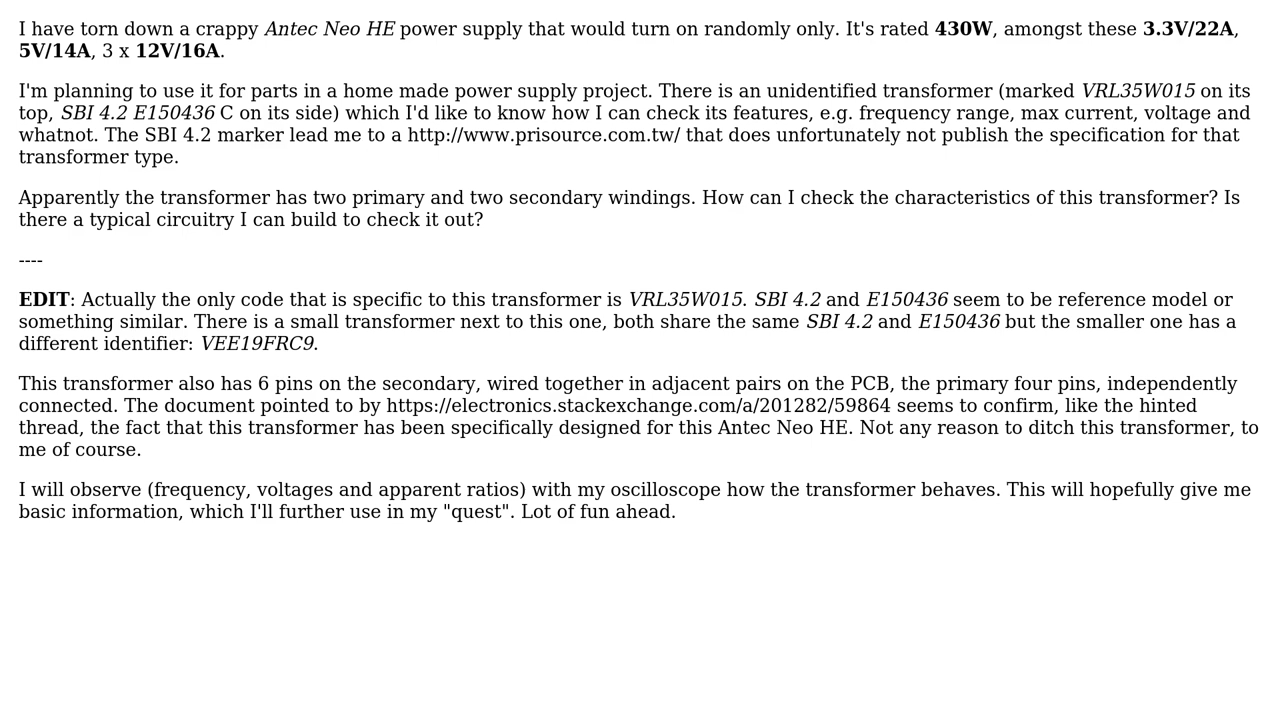 I have torn down a crappy Antec Neo HE power supply that would turn on randomly only. It's rated 430W, amongst these 3.3V/22A,
5V/14A, 3 x 12V/16A.
I'm planning to use it for parts in a home made power supply project. There is an unidentified transformer (marked VRL35W015 on its
top, SBI 4.2 E150436 C on its side) which I'd like to know how I can check its features, e.g. frequency range, max current, voltage and
whatnot. The SBI 4.2 marker lead me to a http://www.prisource.com.tw/ that does unfortunately not publish the specification for that
transformer type.
Apparently the transformer has two primary and two secondary windings. How can I check the characteristics of this transformer? Is
there a typical circuitry I can build to check it out?
----
EDIT: Actually the only code that is specific to this transformer is VRL35W015. SBI 4.2 and E150436 seem to be reference model or
something similar. There is a small transformer next to this one, both share the same SBI 4.2 and E150436 but the smaller one has a
different identifier: VEE19FRC9.
This transformer also has 6 pins on the secondary, wired together in adjacent pairs on the PCB, the primary four pins, independently
connected. The document pointed to by https://electronics.stackexchange.com/a/201282/59864 seems to confirm, like the hinted
thread, the fact that this transformer has been specifically designed for this Antec Neo HE. Not any reason to ditch this transformer, to
me of course.
I will observe (frequency, voltages and apparent ratios) with my oscilloscope how the transformer behaves. This will hopefully give me
basic information, which I'll further use in my "quest". Lot of fun ahead.